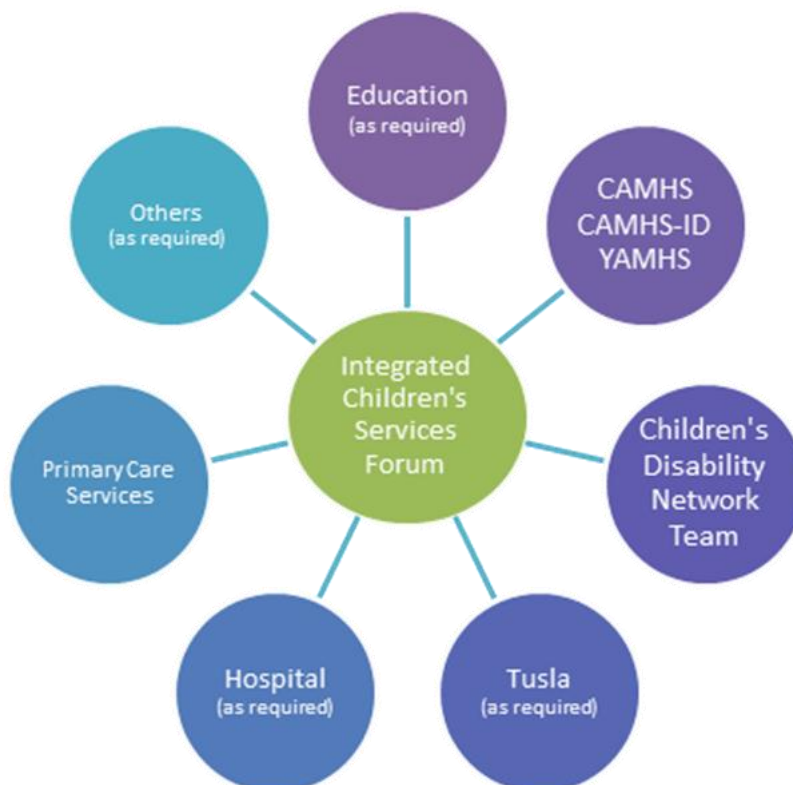 Education
(as required)
CAMHS
CAMHS-ID
YAMHS
Others
(as required)
Integrated
Children's
Services
Forum
Children's
Disability
Network
Team
Primary Care
Services
Hospital
(as required)
Tusla
(as required)